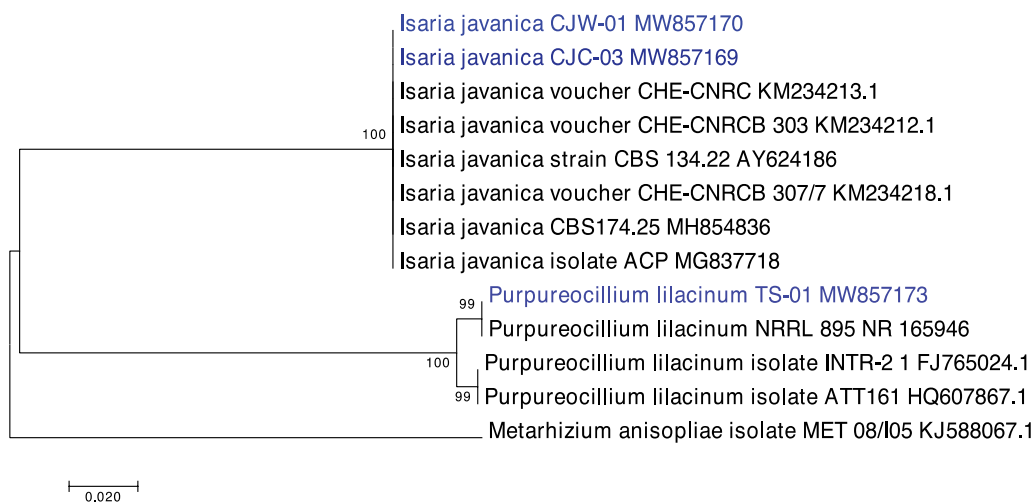 Isaria javanica CJW-01 MW857170
Isaria javanica CJC-03 MW857169
Isaria javanica voucher CHE-CNRC KM234213.1
Isaria javanica voucher CHE-CNRCB 303 KM234212.1
100
Isaria javanica strain CBS 134.22 AY624186
Isaria javanica voucher CHE-CNRCB 307/7 KM234218.1
Isaria javanica CBS174.25 MH854836
Isaria javanica isolate ACP MG837718
Purpureocillium lilacinum TS-01 MW857173
99
Purpureocillium lilacinum NRRL 895 NR 165946
100
Purpureocillium lilacinum isolate INTR-2 1 FJ765024.1
99
Purpureocillium lilacinum isolate ATT161 HQ607867.1
Metarhizium anisopliae isolate MET 08/I05 KJ588067.1
0.020